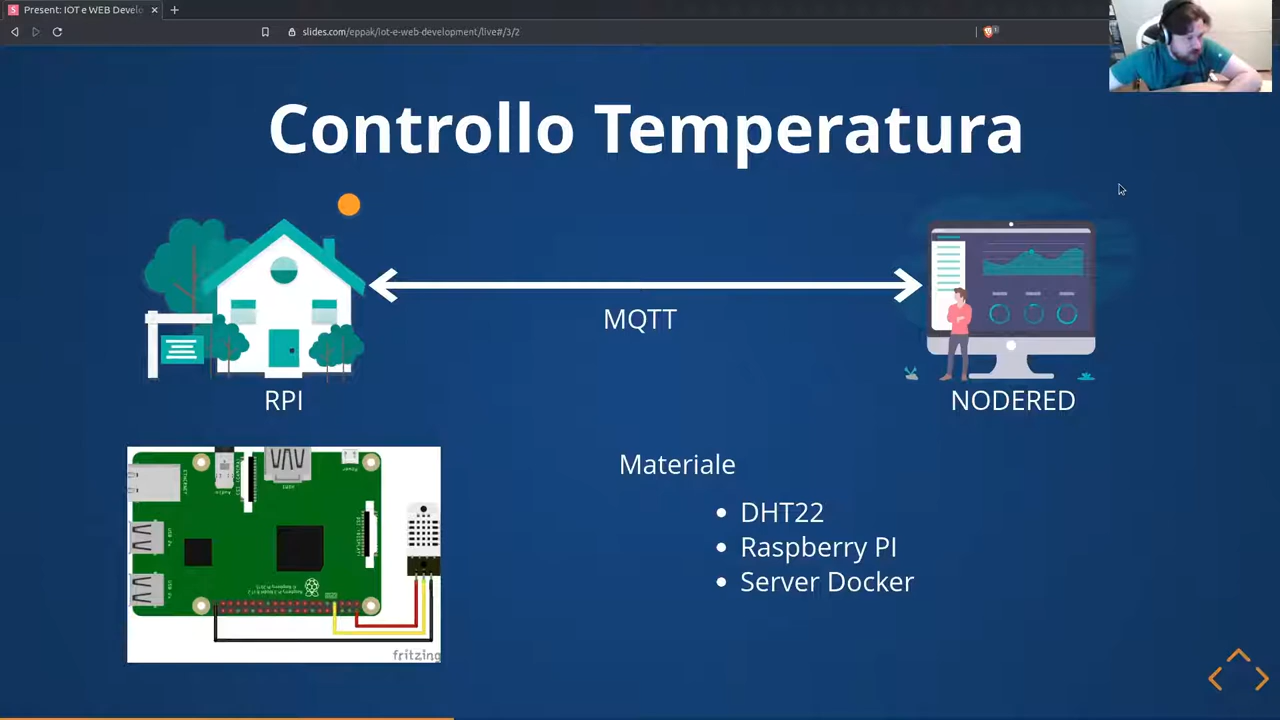 Present: IOT e WEB Develo
slides.com/eppak/iot-e-web-development/live#/3/2
1
Controllo Temperatura
MQTT
RPI
NODERED
Materiale
DHT22
Raspberry PI
Server Docker
fritzing